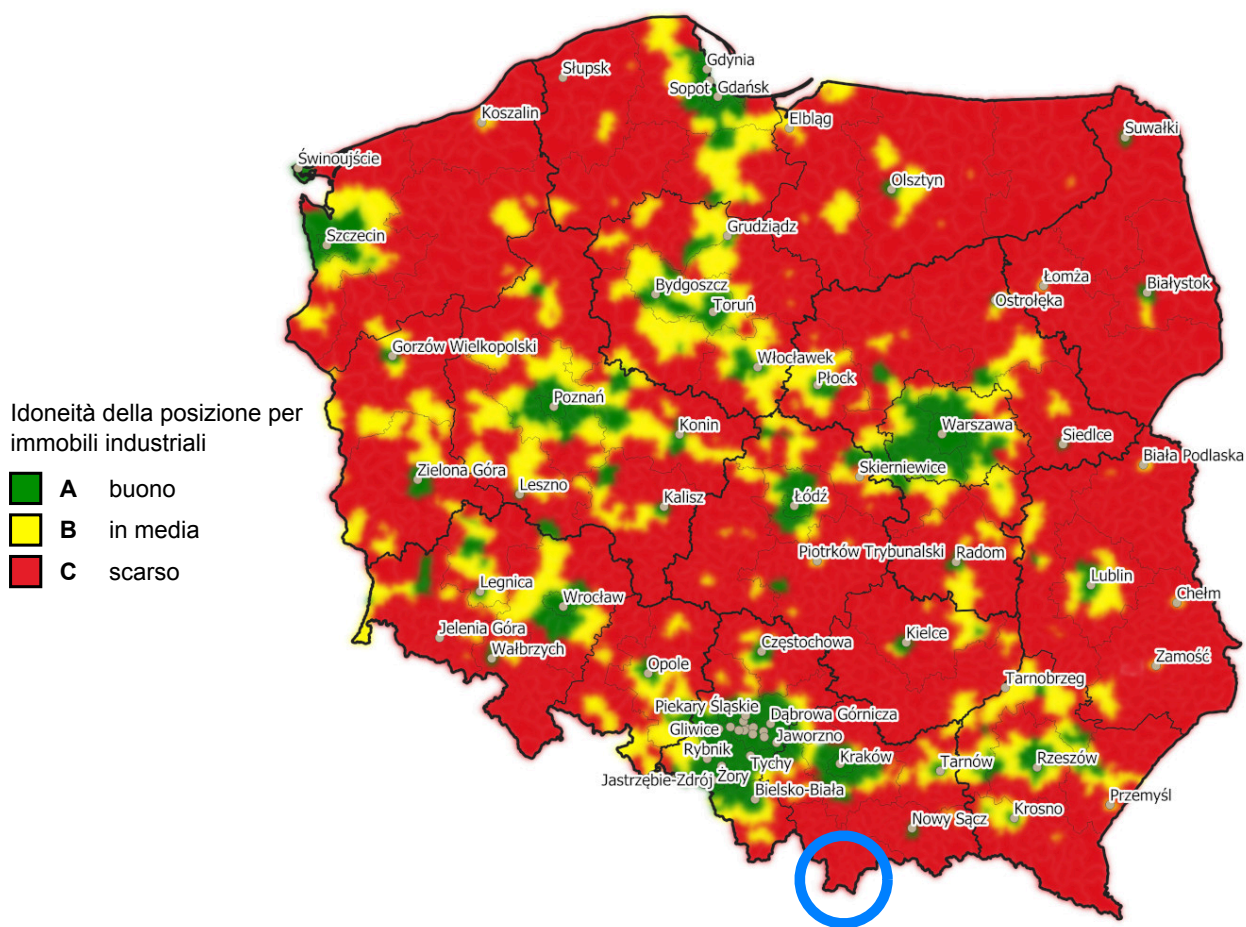 Gdynia
Słupsk
Sopot
Gdańsk
Koszalin
Elbląg
Suwałki
Świnoujście
Olsztyn
Szczecin
Grudziądz
Łomża
Białystok
Bydgoszcz
Ostrołęka
Toruń
Gorzów Wielkopolski
Włocławek
Płock
Idoneità della posizione per
immobili industriali
A buono
B in media
C scarso
Poznań
Konin
Warszawa
Siedlce
Biała Podlaska
Zielona Góra
Skierniewice
Leszno
Kalisz
Łódź
Piotrków Trybunalski
Radom
Legnica
Lublin
Wrocław
Chełm
Jelenia Góra
Kielce
Wałbrzych
Częstochowa
Opole
Zamość
Tarnobrzeg
Piekary Śląskie
Dąbrowa Górnicza
Gliwice
Jaworzno
Rybnik
Kraków
Tarnów
Rzeszów
Tychy
Jastrzębie-Zdrój
Żory
Bielsko-Biała
Przemyśl
Nowy Sącz
Krosno